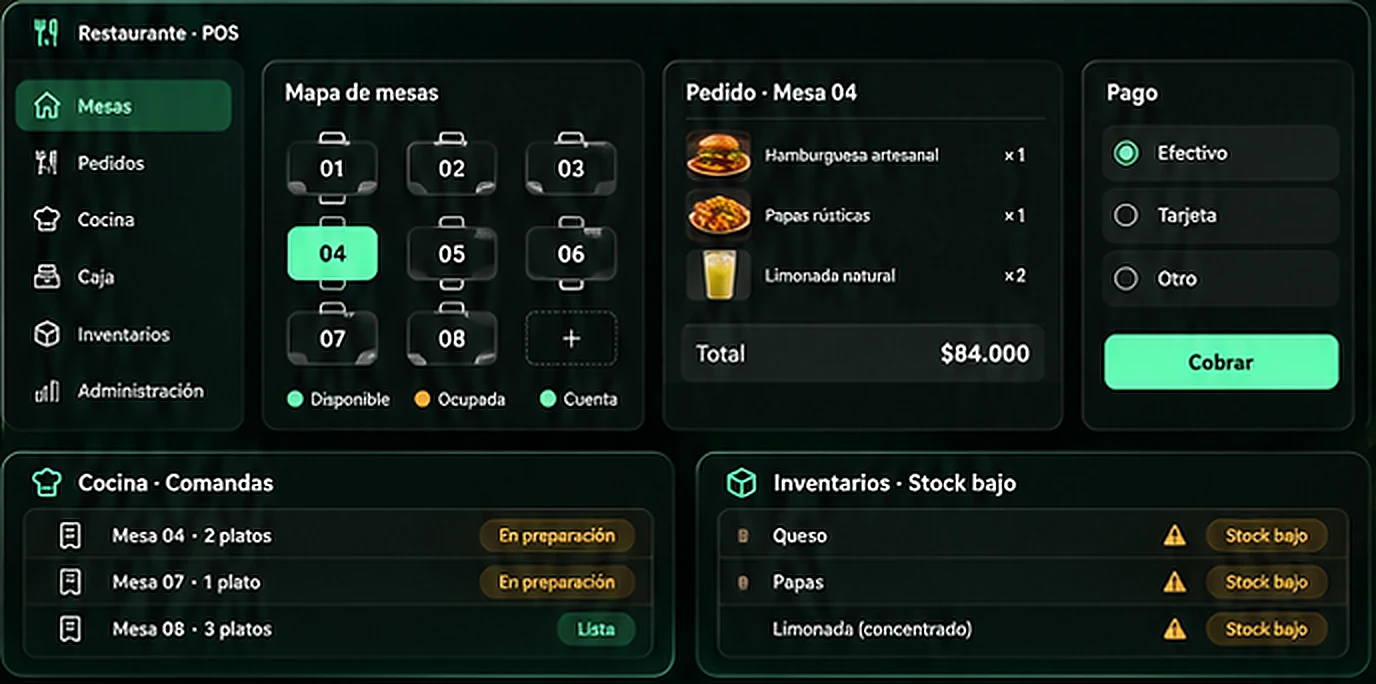 Restaurante · POS
Mesas
Pedidos
Cocina
Caja
Inventarios
Administración
Mapa de mesas
01 02 03
04 05 06
07 08 +
Disponible Ocupada Cuenta
Pedido · Mesa 04
Hamburguesa artesanal ×1
Papas rústicas ×1
Limonada natural ×2
Total $84.000
Pago
Efectivo
Tarjeta
Otro
Cobrar
Cocina · Comandas
Mesa 04 · 2 platos En preparación
Mesa 07 · 1 plato En preparación
Mesa 08 · 3 platos Lista
Inventarios · Stock bajo
Queso Stock bajo
Papas Stock bajo
Limonada (concentrado) Stock bajo